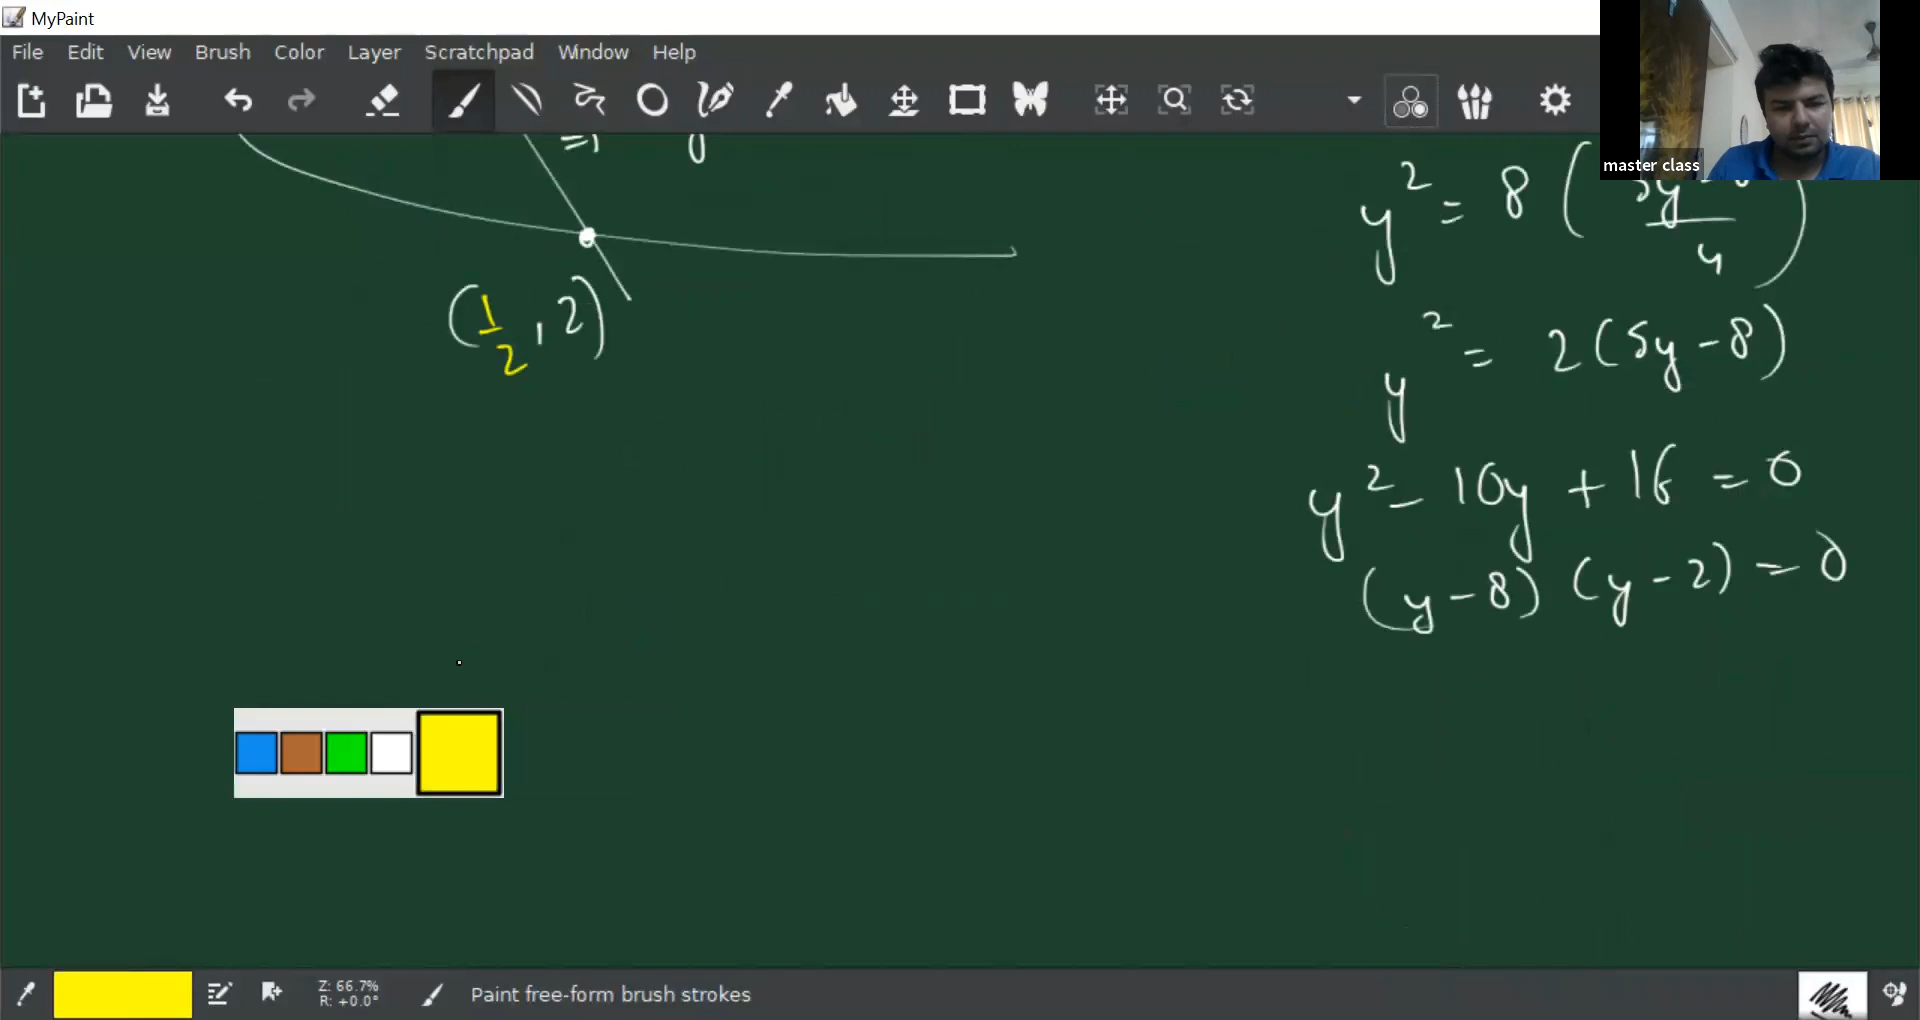 MyPaint
File Edit View Brush Color Layer Scratchpad Window Help
master class
y² = 8 ( / 4 )
y² = 2(5y - 8)
(1/2, 2)
y² - 10y + 16 = 0
(y - 8) (y - 2) = 0
Z: 66.7%
R: +0.0°
Paint free-form brush strokes